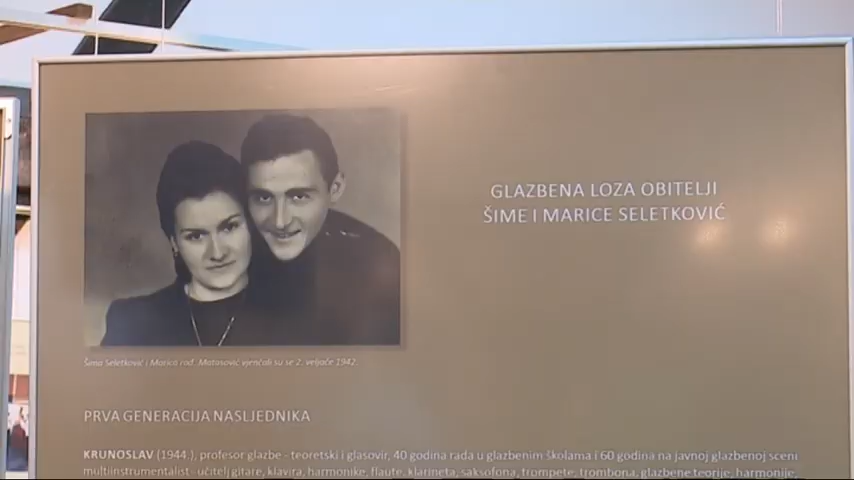 GLAZBENA LOZA OBITELJI
ŠIME I MARICE SELETKOVIĆ
Šima Seletković i Marica rođ. Matasović vjenčali su se 2. veljače 1942.
PRVA GENERACIJA NASLJEDNIKA
KRUNOSLAV (1944.), profesor glazbe - teoretski i glasovir, 40 godina rada u glazbenim školama i 60 godina na javnoj glazbenoj sceni
multiinstrumentalist - učitelj gitare, klavira, harmonike, flaute, klarineta, saksofona, trompete, trombona, glazbene teorije, harmonije,